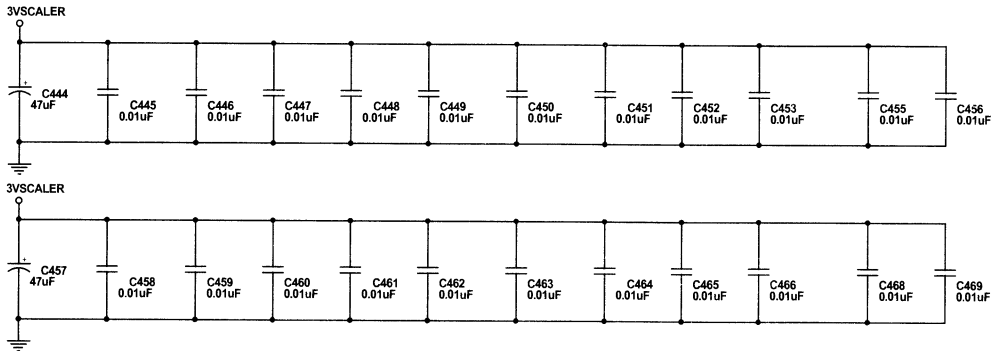 3VSCALER
C444
47uF
C445
0.01uF
C446
0.01uF
C447
0.01uF
C448
0.01uF
C449
0.01uF
C450
0.01uF
C451
0.01uF
C452
0.01uF
C453
0.01uF
C455
0.01uF
C456
0.01uF
3VSCALER
C457
47uF
C458
0.01uF
C459
0.01uF
C460
0.01uF
C461
0.01uF
C462
0.01uF
C463
0.01uF
C464
0.01uF
C465
0.01uF
C466
0.01uF
C468
0.01uF
C469
0.01uF